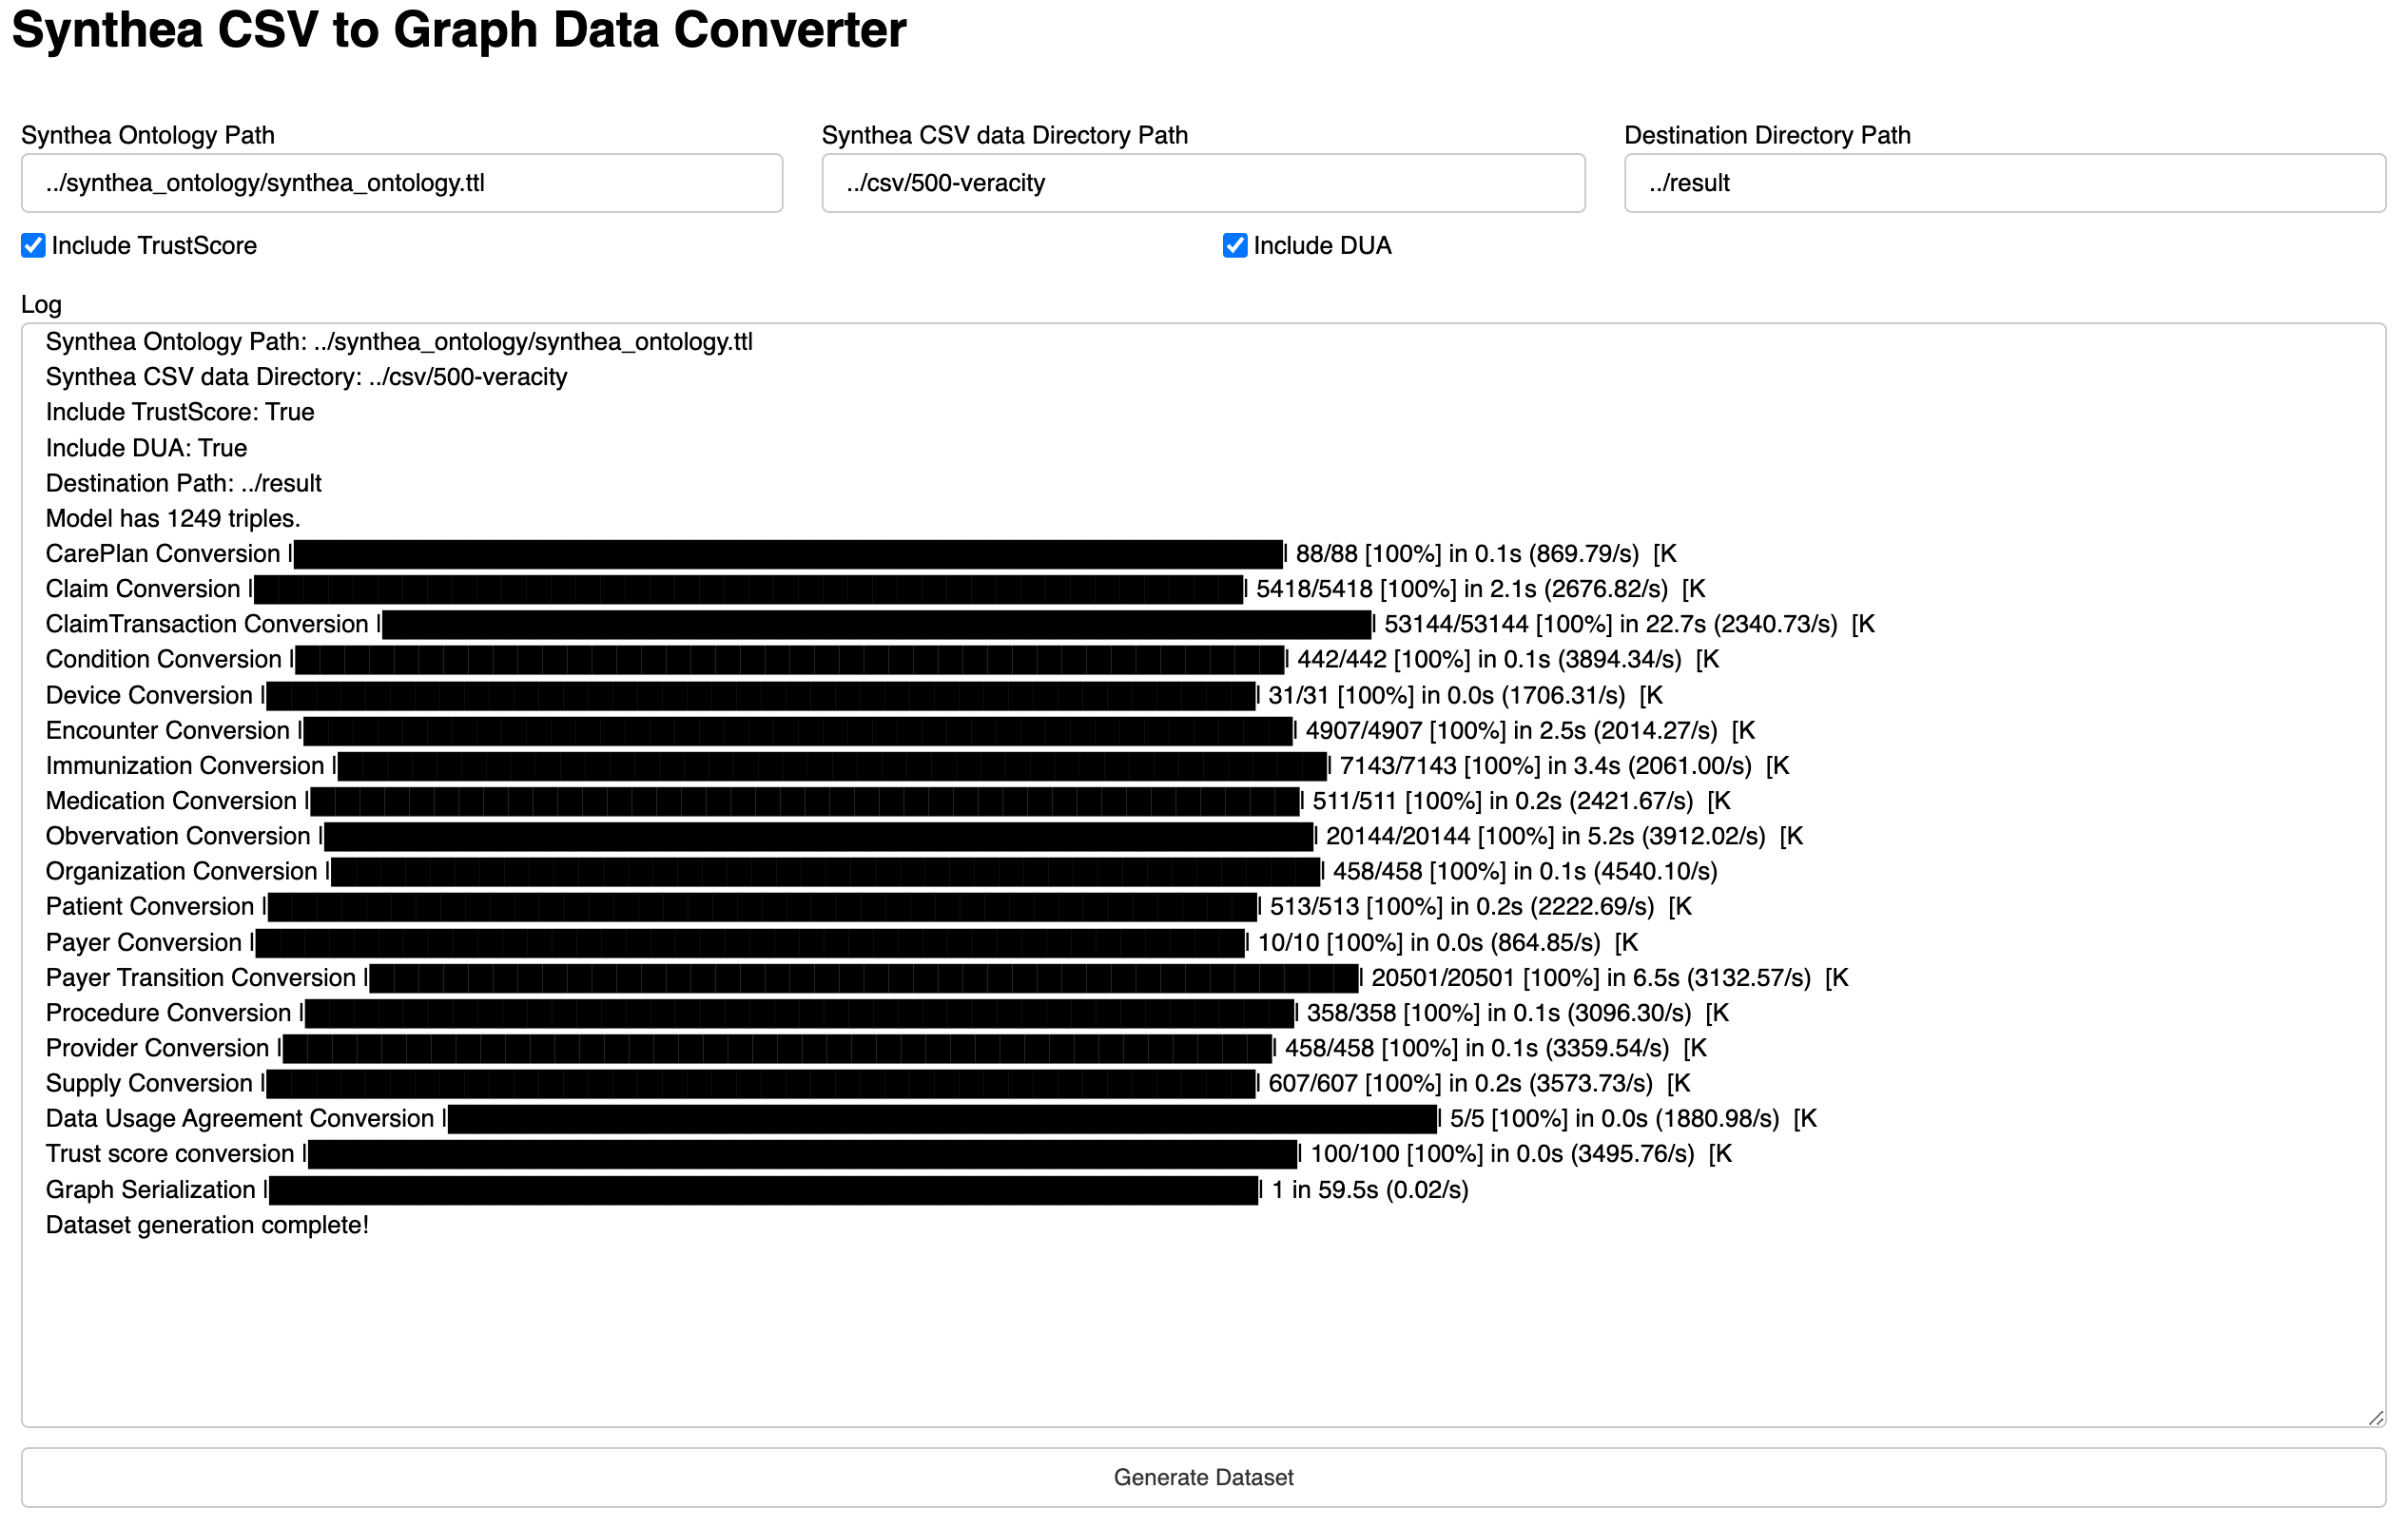 Synthea CSV to Graph Data Converter
Synthea Ontology Path
Synthea CSV data Directory Path
Destination Directory Path
../synthea_ontology/synthea_ontology.ttl
../csv/500-veracity
../result
Include TrustScore
Include DUA
Log
Synthea Ontology Path: ../synthea_ontology/synthea_ontology.ttl
Synthea CSV data Directory: ../csv/500-veracity
Include TrustScore: True
Include DUA: True
Destination Path: ../result
Model has 1249 triples.
CarePlan Conversion | | 88/88 [100%] in 0.1s (869.79/s) [K
Claim Conversion | | 5418/5418 [100%] in 2.1s (2676.82/s) [K
ClaimTransaction Conversion | | 53144/53144 [100%] in 22.7s (2340.73/s) [K
Condition Conversion | | 442/442 [100%] in 0.1s (3894.34/s) [K
Device Conversion | | 31/31 [100%] in 0.0s (1706.31/s) [K
Encounter Conversion | | 4907/4907 [100%] in 2.5s (2014.27/s) [K
Immunization Conversion | | 7143/7143 [100%] in 3.4s (2061.00/s) [K
Medication Conversion | | 511/511 [100%] in 0.2s (2421.67/s) [K
Obvervation Conversion | | 20144/20144 [100%] in 5.2s (3912.02/s) [K
Organization Conversion | | 458/458 [100%] in 0.1s (4540.10/s)
Patient Conversion | | 513/513 [100%] in 0.2s (2222.69/s) [K
Payer Conversion | | 10/10 [100%] in 0.0s (864.85/s) [K
Payer Transition Conversion | | 20501/20501 [100%] in 6.5s (3132.57/s) [K
Procedure Conversion | | 358/358 [100%] in 0.1s (3096.30/s) [K
Provider Conversion | | 458/458 [100%] in 0.1s (3359.54/s) [K
Supply Conversion | | 607/607 [100%] in 0.2s (3573.73/s) [K
Data Usage Agreement Conversion | | 5/5 [100%] in 0.0s (1880.98/s) [K
Trust score conversion | | 100/100 [100%] in 0.0s (3495.76/s) [K
Graph Serialization | | 1 in 59.5s (0.02/s)
Dataset generation complete!
Generate Dataset